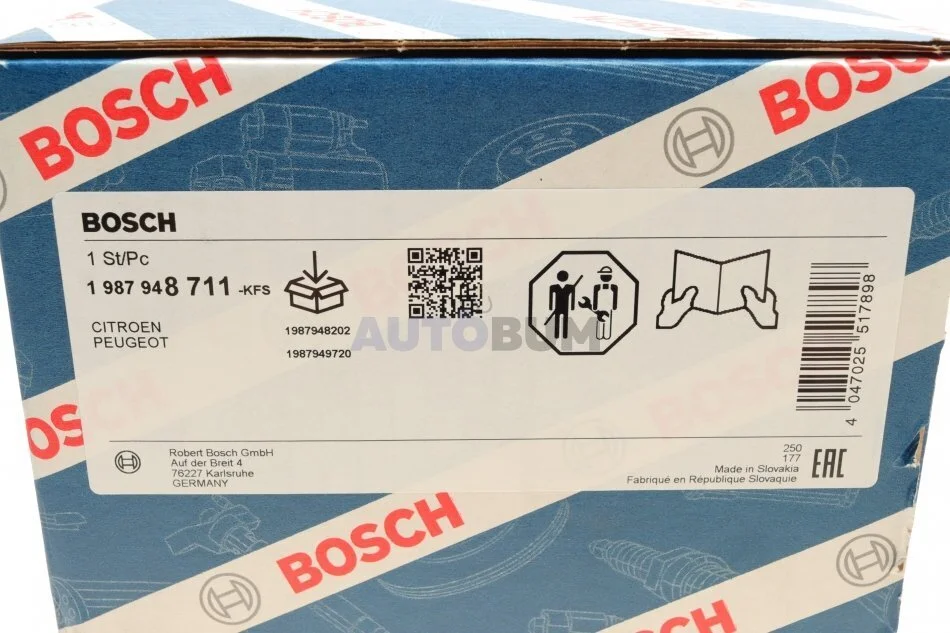 BOSCH
BOSCH
BOSCH
1 St/Pc
1 987 948 711 -KFS
CITROEN
PEUGEOT
1987948202
1987949720
AUTOBUM
4 047025 517898
Robert Bosch GmbH
Auf der Breit 4
76227 Karlsruhe
GERMANY
250
177
Made in Slovakia
Fabriqué en République Slovaquie
EAC
BOSCH
BOSCH